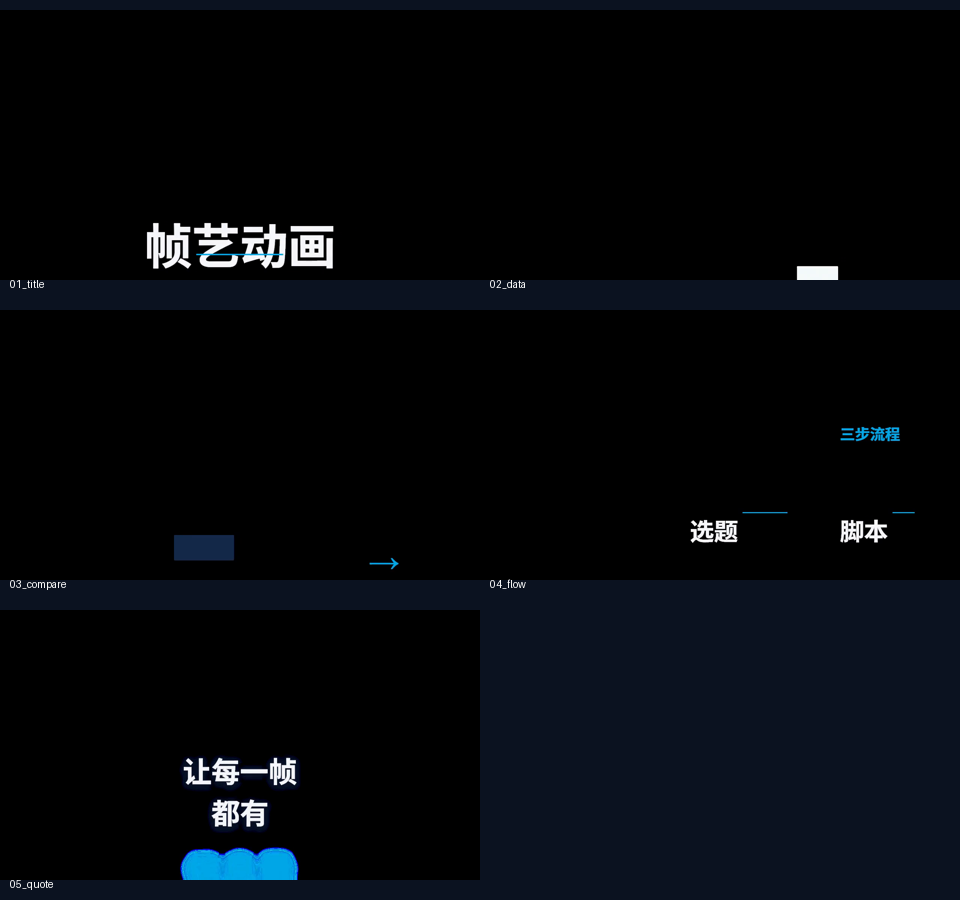 帧艺动画
01_title
02_data
→
03_compare
三步流程
选题
脚本
04_flow
让每一帧
都有
05_quote